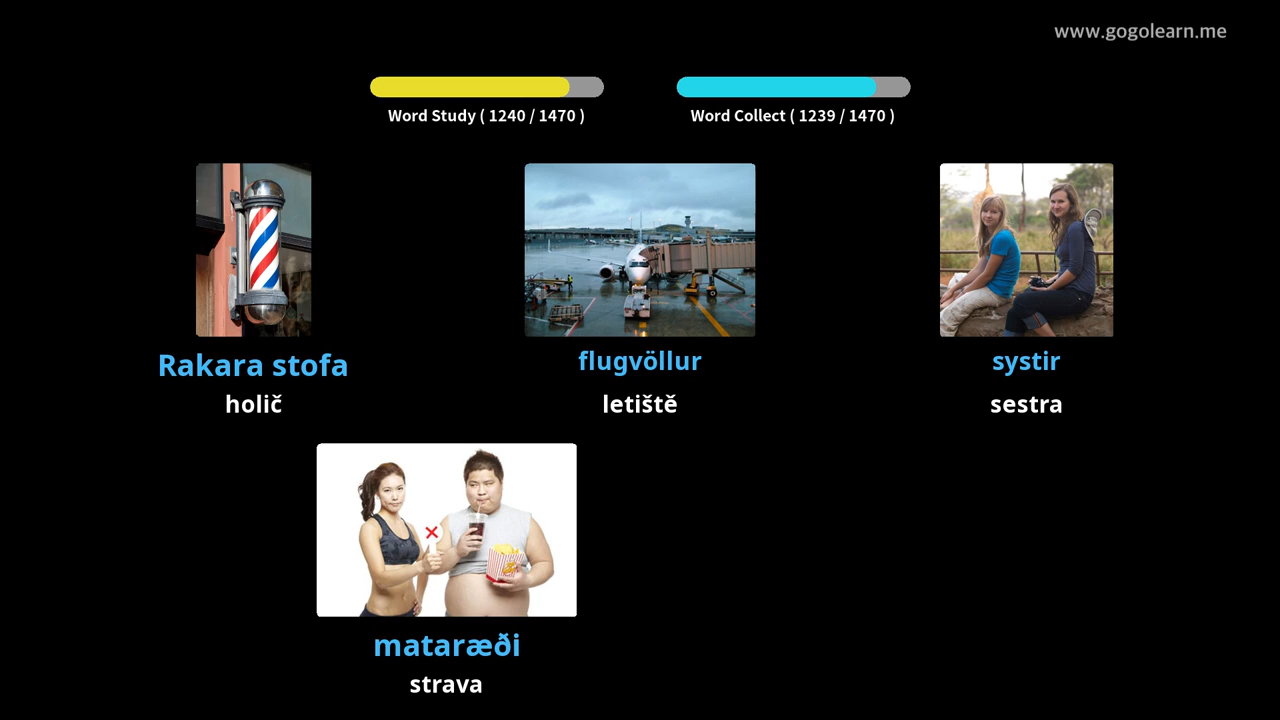 www.gogolearn.me
Word Study ( 1240 / 1470 )
Word Collect ( 1239 / 1470 )
Rakara stofa
flugvöllur
systir
holič
letiště
sestra
mataræði
strava